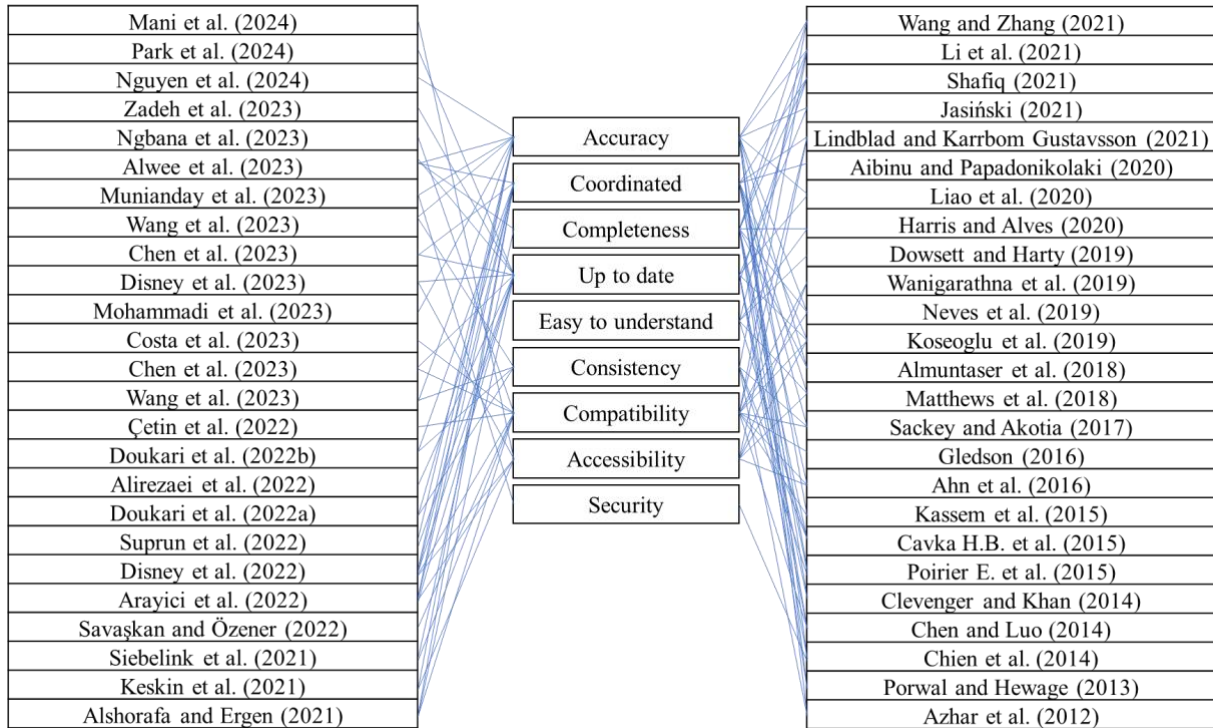 Mani et al. (2024)
Park et al. (2024)
Nguyen et al. (2024)
Zadeh et al. (2023)
Ngbana et al. (2023)
Alwee et al. (2023)
Munianday et al. (2023)
Wang et al. (2023)
Chen et al. (2023)
Disney et al. (2023)
Mohammadi et al. (2023)
Costa et al. (2023)
Chen et al. (2023)
Wang et al. (2023)
Çetin et al. (2022)
Doukari et al. (2022b)
Alirezaei et al. (2022)
Doukari et al. (2022a)
Suprun et al. (2022)
Disney et al. (2022)
Arayici et al. (2022)
Savaşkan and Özener (2022)
Siebelink et al. (2021)
Keskin et al. (2021)
Alshorafa and Ergen (2021)
Accuracy
Coordinated
Completeness
Up to date
Easy to understand
Consistency
Compatibility
Accessibility
Security
Wang and Zhang (2021)
Li et al. (2021)
Shafiq (2021)
Jasiński (2021)
Lindblad and Karrbom Gustavsson (2021)
Aibinu and Papadonikolaki (2020)
Liao et al. (2020)
Harris and Alves (2020)
Dowsett and Harty (2019)
Wanigarathna et al. (2019)
Neves et al. (2019)
Koseoglu et al. (2019)
Almuntaser et al. (2018)
Matthews et al. (2018)
Sackey and Akotia (2017)
Gledson (2016)
Ahn et al. (2016)
Kassem et al. (2015)
Cavka H.B. et al. (2015)
Poirier E. et al. (2015)
Clevenger and Khan (2014)
Chen and Luo (2014)
Chien et al. (2014)
Porwal and Hewage (2013)
Azhar et al. (2012)